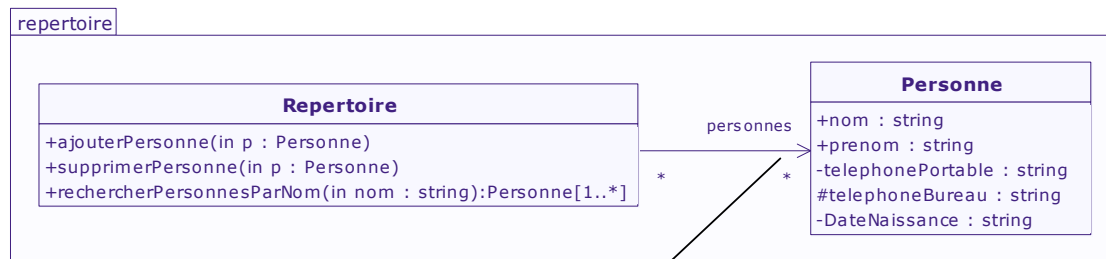 repertoire
Repertoire
+ajouterPersonne(in p : Personne)
+supprimerPersonne(in p : Personne)
+rechercherPersonnesParNom(in nom : string):Personne[1..*]
personnes
*
*
Personne
+nom : string
+prenom : string
-telephonePortable : string
#telephoneBureau : string
-DateNaissance : string